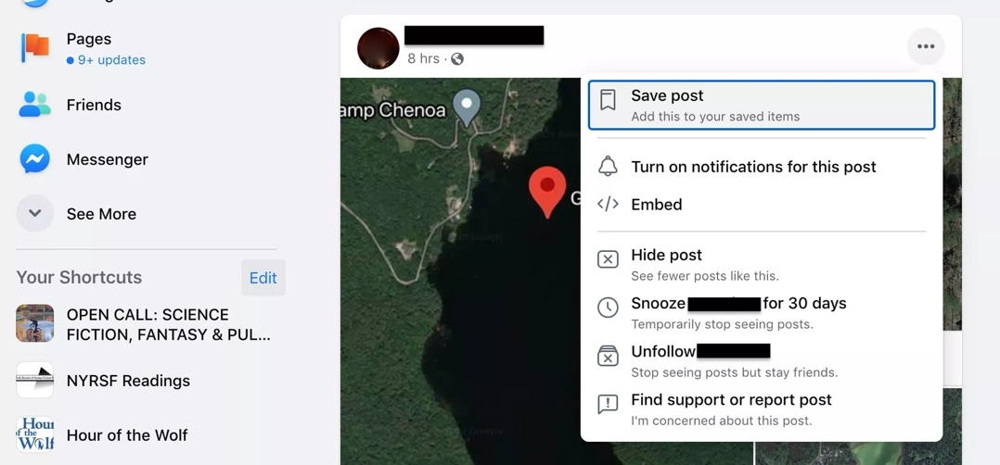 Pages
9+ updates
Friends
Messenger
See More
Your Shortcuts
Edit
OPEN CALL: SCIENCE
FICTION, FANTASY & PUL...
NYRSF Readings
Hour of the Wolf
8 hrs ·
amp Chenoa
G
Save post
Add this to your saved items
Turn on notifications for this post
Embed
Hide post
See fewer posts like this.
Snooze for 30 days
Temporarily stop seeing posts.
Unfollow
Stop seeing posts but stay friends.
Find support or report post
I'm concerned about this post.